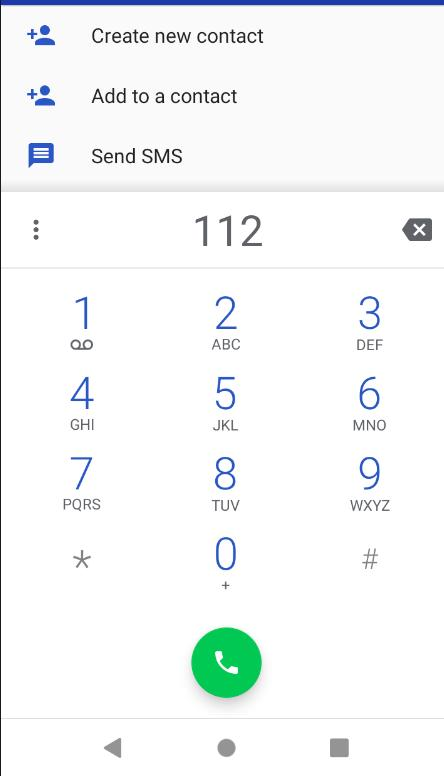 Create new contact
Add to a contact
Send SMS
112
1 2 3
ABC DEF
4 5 6
GHI JKL MNO
7 8 9
PQRS TUV WXYZ
* 0 #
+